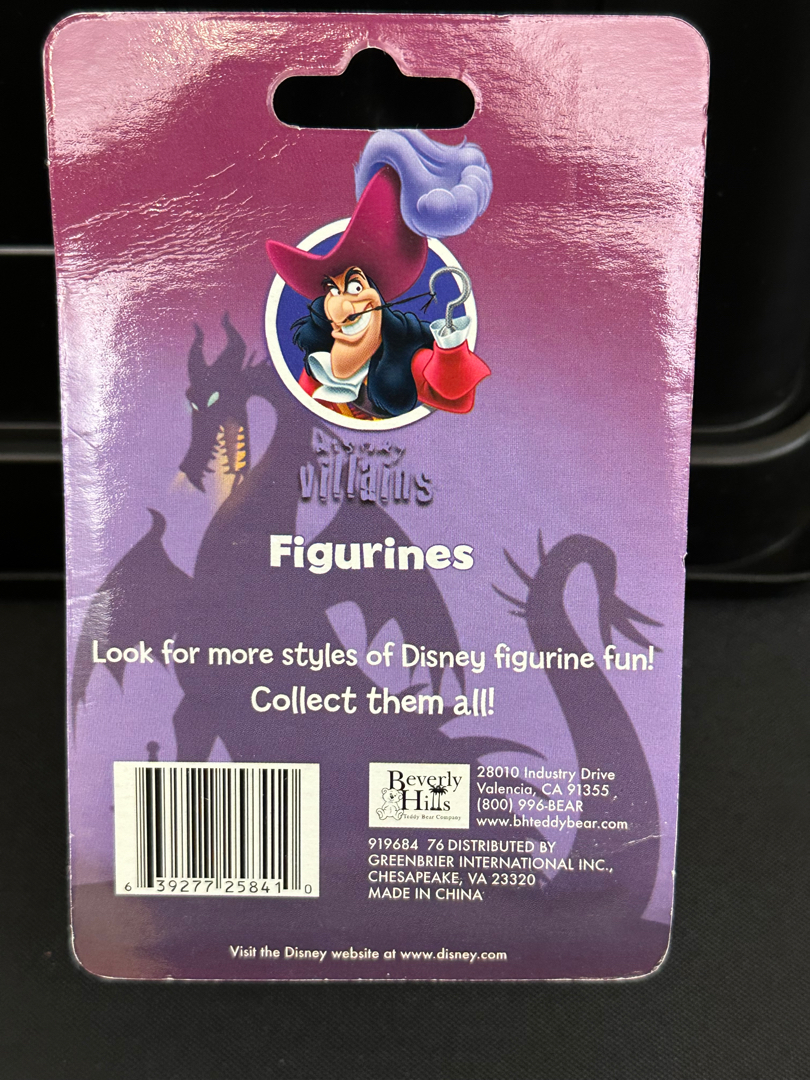 Disney
villains
Figurines
Look for more styles of Disney figurine fun!
Collect them all!
Beverly
Hills
Teddy Bear Company
28010 Industry Drive
Valencia, CA 91355
(800) 996-BEAR
www.bhteddybear.com
919684 76 DISTRIBUTED BY
GREENBRIER INTERNATIONAL INC.,
CHESAPEAKE, VA 23320
MADE IN CHINA
6 39277 25841 0
Visit the Disney website at www.disney.com